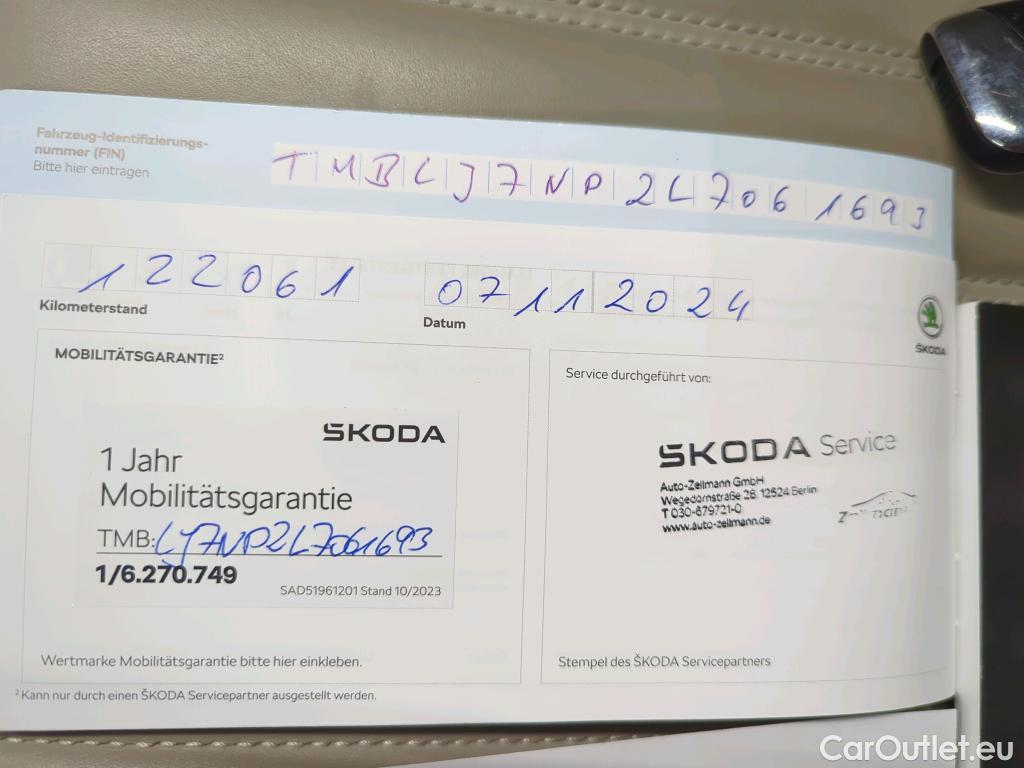 Fahrzeug-Identifizierungs-
nummer (FIN)
Bitte hier eintragen
TMBLJ7NP2L7061693
122061
07112024
Kilometerstand
Datum
ŠKODA
MOBILITÄTSGARANTIE²
ŠKODA
1 Jahr
Mobilitätsgarantie
TMB: LJ7NP2L7061693
1/6.270.749
SAD51961201 Stand 10/2023
Wertmarke Mobilitätsgarantie bitte hier einkleben.
Service durchgeführt von:
ŠKODA Service
Auto-Zellmann GmbH
Wegedornstraße 26, 12524 Berlin
T 030-679721-0
www.auto-zellmann.de
Stempel des ŠKODA Servicepartners
² Kann nur durch einen ŠKODA Servicepartner ausgestellt werden.
CarOutlet.eu